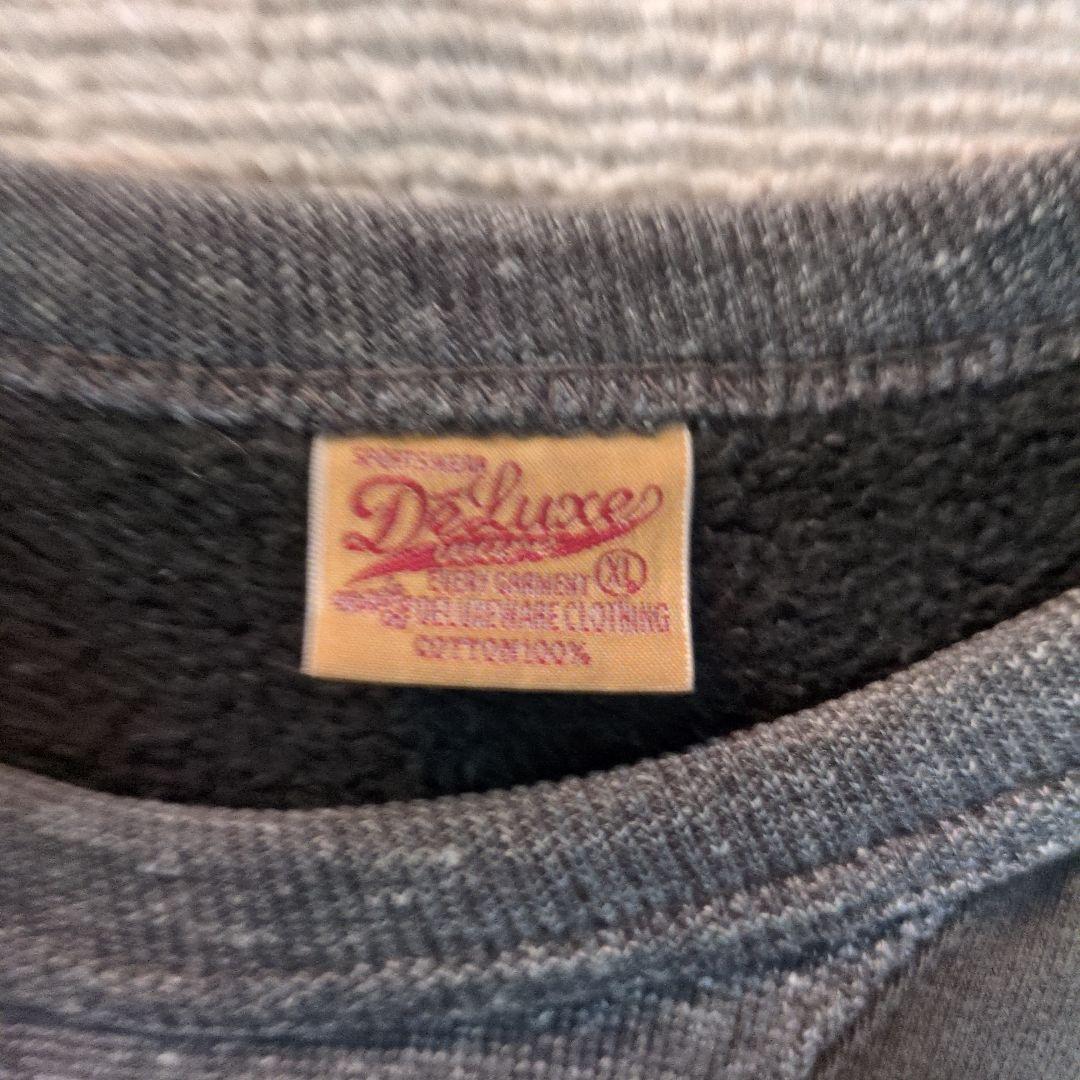 SPORTSWEAR
DeLuxe
EVERY GARMENT XL
DELUXEWARE CLOTHING
COTTON100%